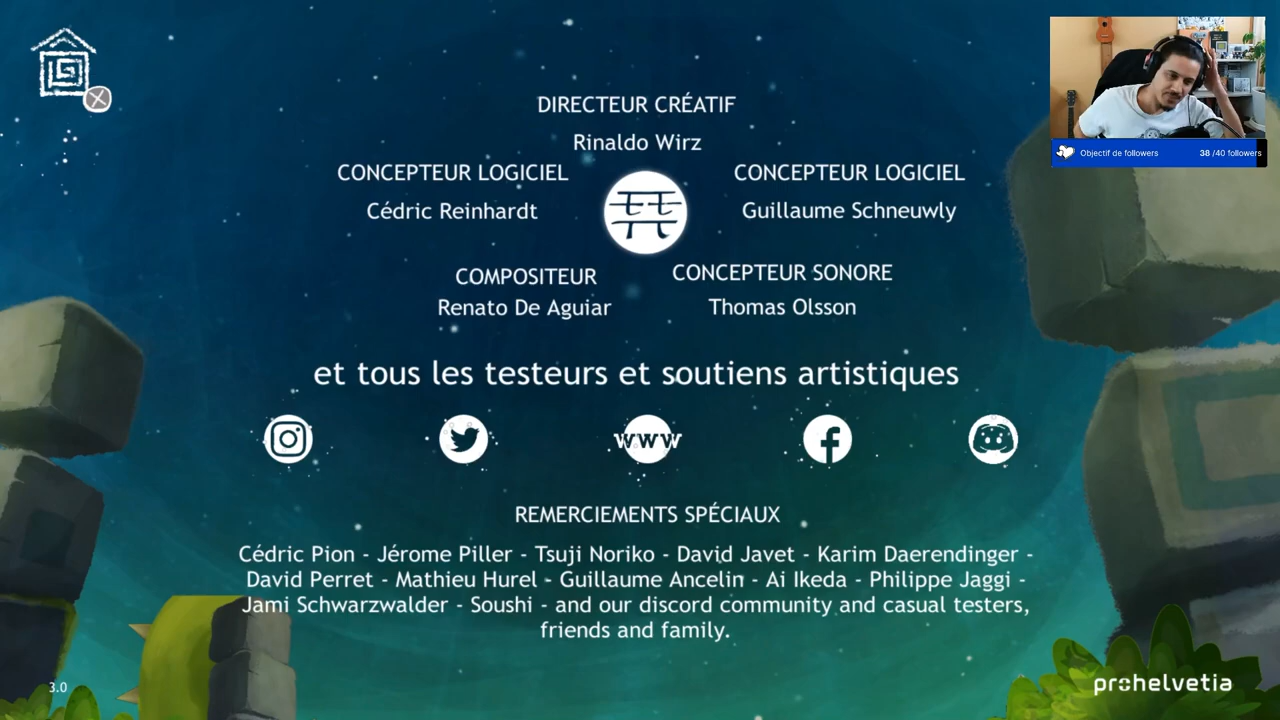 DIRECTEUR CRÉATIF
Rinaldo Wirz
CONCEPTEUR LOGICIEL
Cédric Reinhardt
CONCEPTEUR LOGICIEL
Guillaume Schneuwly
COMPOSITEUR
Renato De Aguiar
CONCEPTEUR SONORE
Thomas Olsson
et tous les testeurs et soutiens artistiques
www
REMERCIEMENTS SPÉCIAUX
Cédric Pion - Jérome Piller - Tsuji Noriko - David Javet - Karim Daerendinger -
David Perret - Mathieu Hurel - Guillaume Ancelin - Ai Ikeda - Philippe Jaggi -
Jami Schwarzwalder - Soushi - and our discord community and casual testers,
friends and family.
3.0
prohelvetia
Objectif de followers 38 /40 followers